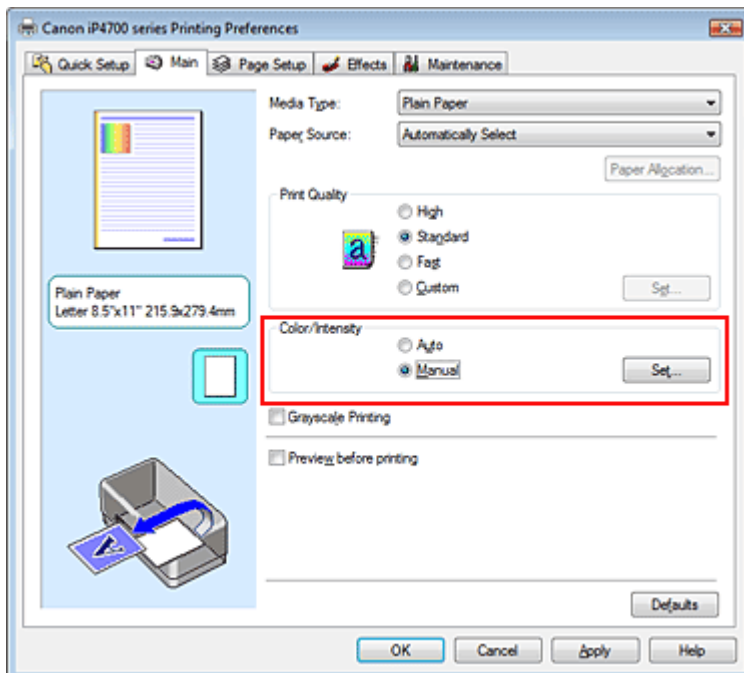 Canon iP4700 series Printing Preferences
Quick Setup Main Page Setup Effects Maintenance
Media Type: Plain Paper
Paper Source: Automatically Select
Paper Allocation...
Print Quality
High
a Standard
Fast
Custom Set...
Plain Paper
Letter 8.5"x11" 215.9x279.4mm
Color/Intensity
Auto
Manual Set...
Grayscale Printing
Preview before printing
A
Defaults
OK Cancel Apply Help